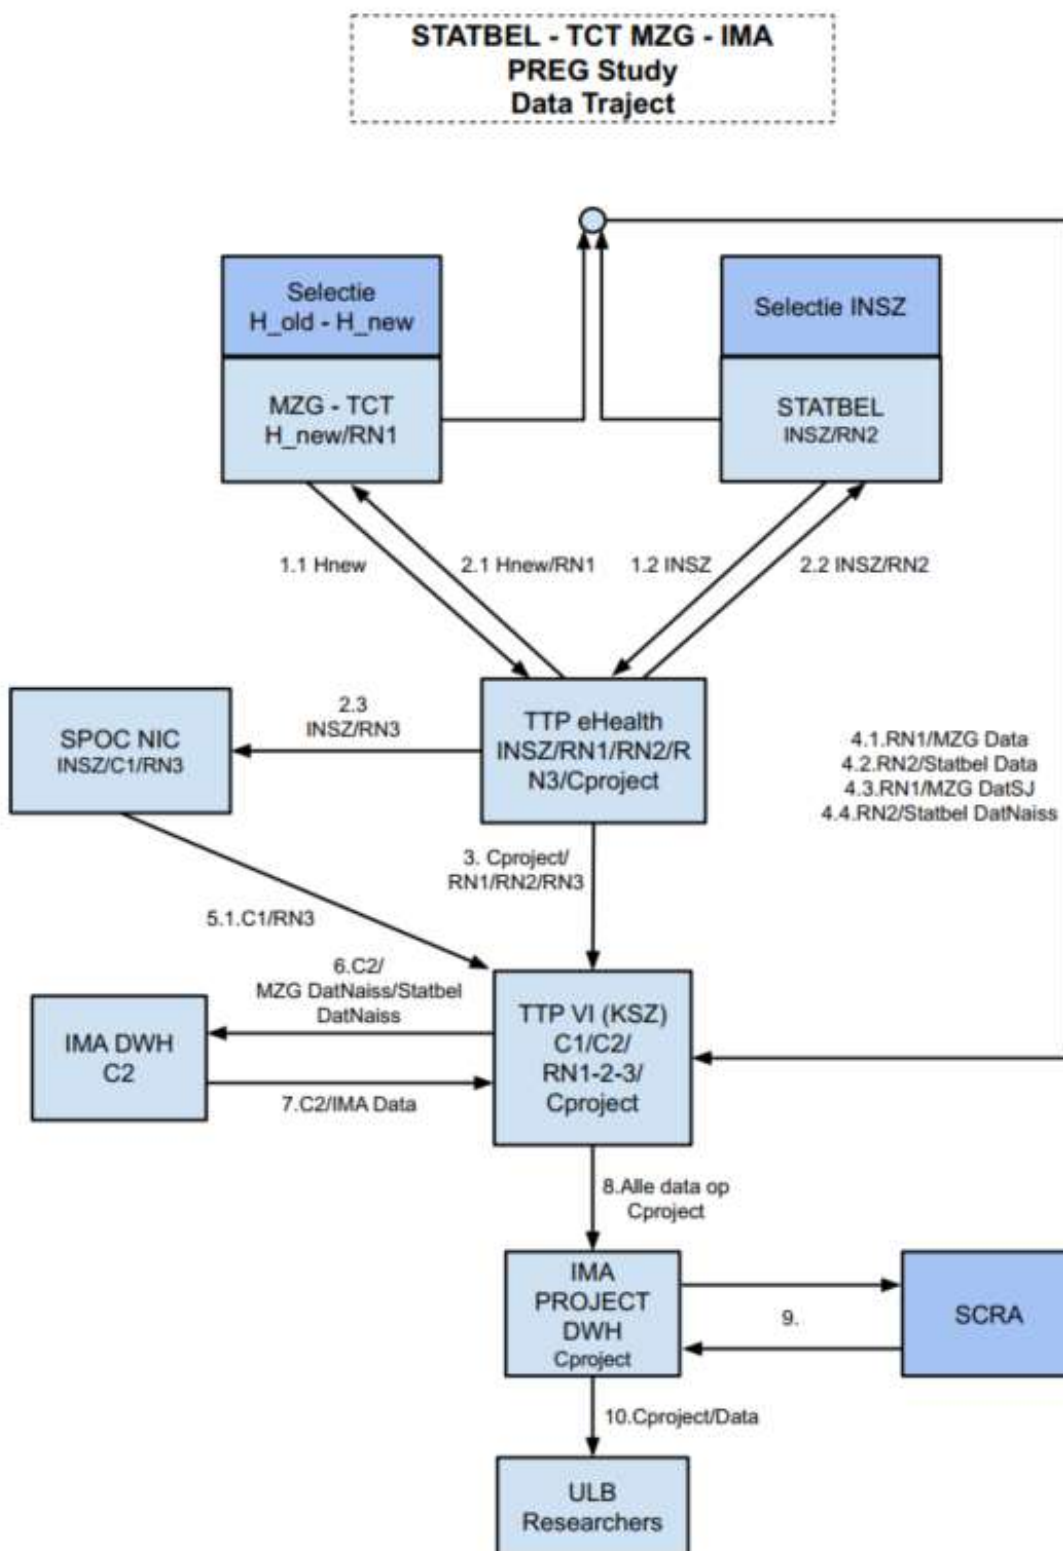 STATBEL - TCT MZG - IMA
PREG Study
Data Traject
Selectie
H_old - H_new
Selectie INSZ
MZG - TCT
H_new/RN1
STATBEL
INSZ/RN2
1.1 Hnew
2.1 Hnew/RN1
1.2 INSZ
2.2 INSZ/RN2
SPOC NIC
INSZ/C1/RN3
2.3
INSZ/RN3
TTP eHealth
INSZ/RN1/RN2/R
N3/Cproject
4.1.RN1/MZG Data
4.2.RN2/Statbel Data
4.3.RN1/MZG DatSJ
4.4.RN2/Statbel DatNaiss
3. Cproject/
RN1/RN2/RN3
5.1.C1/RN3
6.C2/
MZG DatNaiss/Statbel
DatNaiss
IMA DWH
C2
TTP VI (KSZ)
C1/C2/
RN1-2-3/
Cproject
7.C2/IMA Data
8.Alle data op
Cproject
IMA
PROJECT
DWH
Cproject
9.
SCRA
10.Cproject/Data
ULB
Researchers